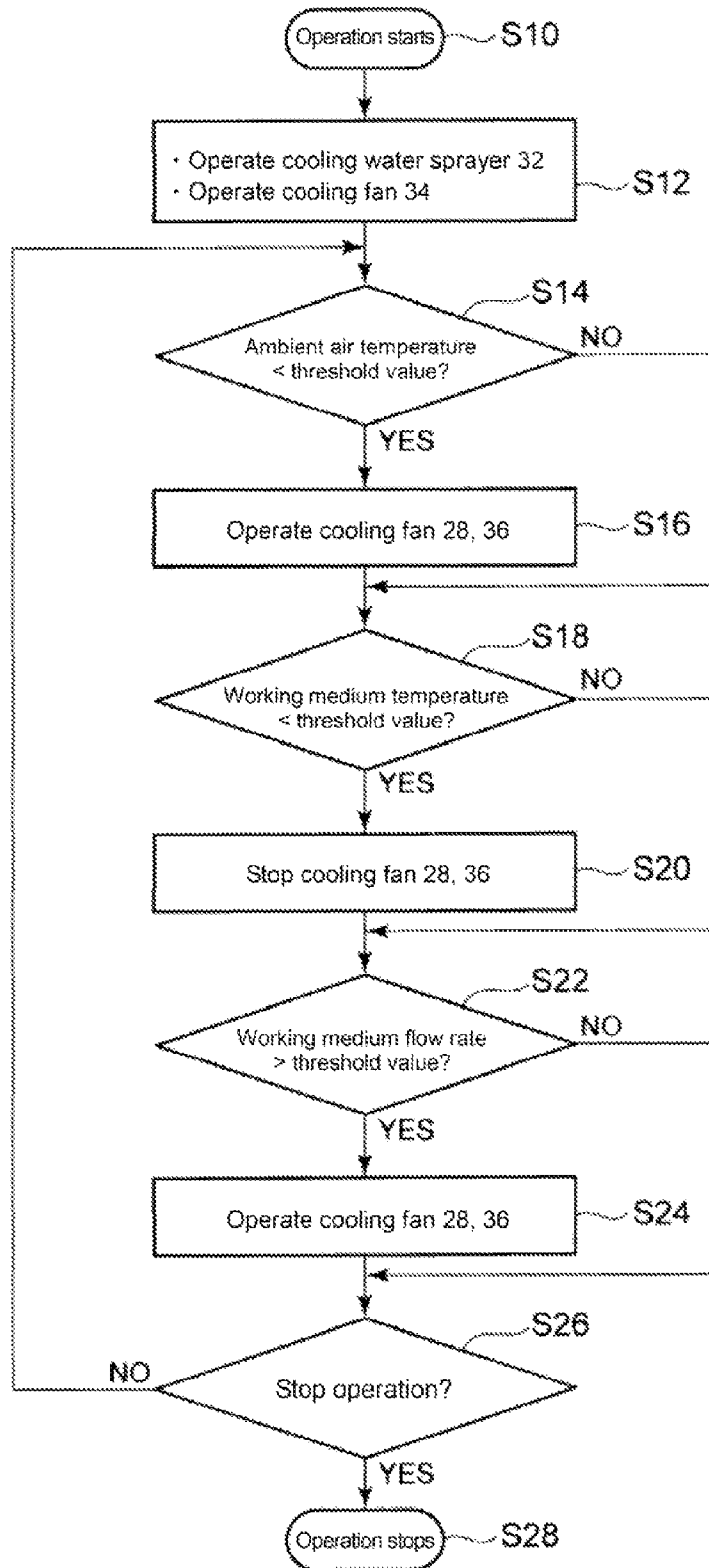 Operation starts
S10
· Operate cooling water sprayer 32
· Operate cooling fan 34
S12
S14
Ambient air temperature
< threshold value?
NO
YES
Operate cooling fan 28, 36
S16
S18
Working medium temperature
< threshold value?
NO
YES
Stop cooling fan 28, 36
S20
S22
Working medium flow rate
> threshold value?
NO
YES
Operate cooling fan 28, 36
S24
S26
NO
Stop operation?
YES
Operation stops
S28